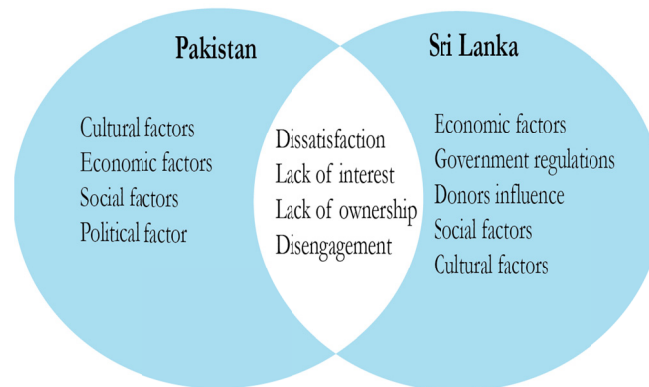 Pakistan
Cultural factors
Economic factors
Social factors
Political factor
Dissatisfaction
Lack of interest
Lack of ownership
Disengagement
Sri Lanka
Economic factors
Government regulations
Donors influence
Social factors
Cultural factors